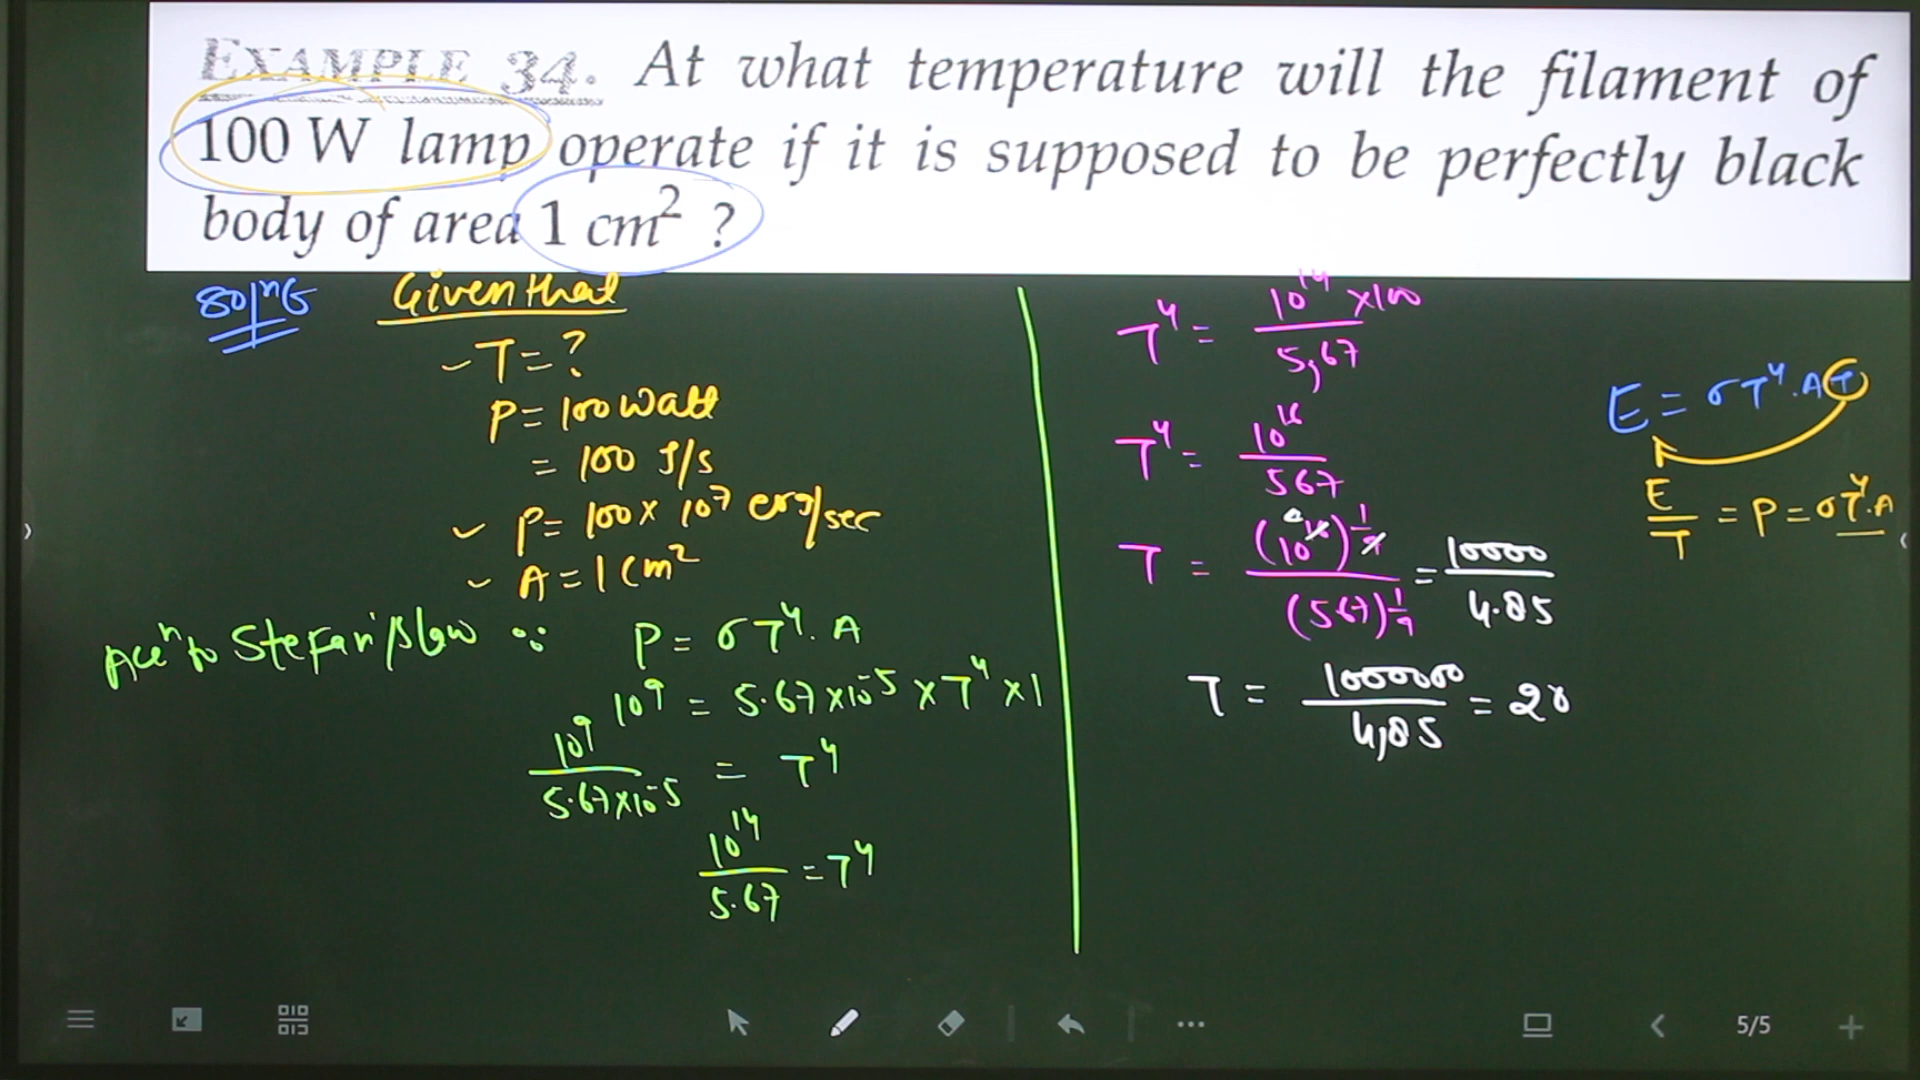 EXAMPLE 34. At what temperature will the filament of
100 W lamp operate if it is supposed to be perfectly black
body of area 1 cm² ?
Given that
T = ?
P = 100 Watt
= 100 J/s
P = 100 × 10⁷ erg/sec
A = 1 Cm²
Accⁿ to Stefan's law ∵ P = σT⁴. A
10⁹ = 5.67×10⁻⁵ × T⁴ × 1
10⁹ / 5.67×10⁻⁵ = T⁴
10¹⁴ / 5.67 = T⁴
T⁴ = 10¹⁴ ×100 / 5,67
T⁴ = 10¹⁶ / 567
T = (10¹⁶)^1/4 / (567)^1/4 = 10000 / 4.85
T = 1000000 / 4,85 = 20
E = σT⁴.AT
E / T = P = σT⁴.A
5/5